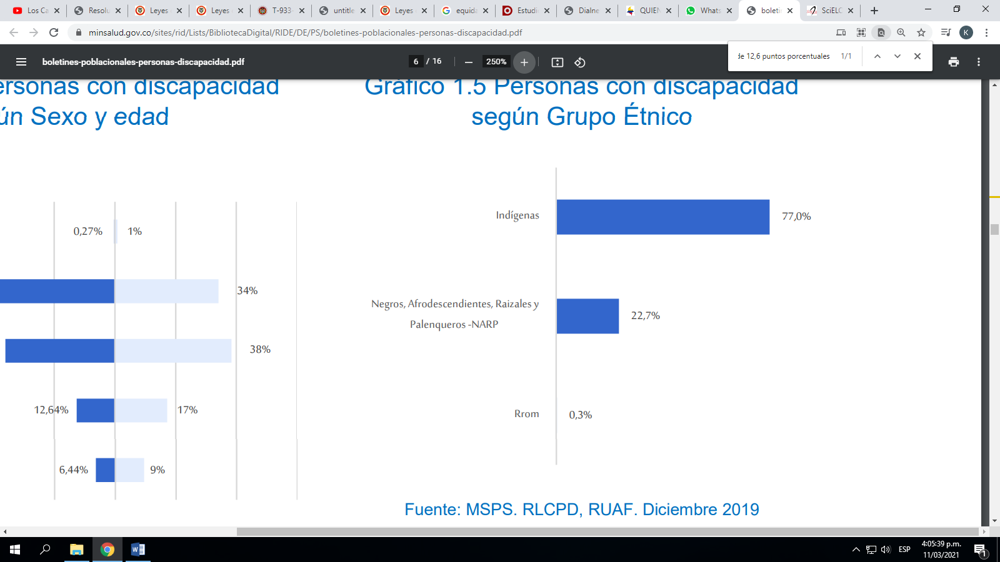 Los Ca
Resolu
Leyes
Leyes
T-933-
untitle
Leyes
equida
Estudi
Dialne
QUIEN
Whats
boletin
SciELC
minsalud.gov.co/sites/rid/Lists/BibliotecaDigital/RIDE/DE/PS/boletines-poblacionales-personas-discapacidad.pdf
K
boletines-poblacionales-personas-discapacidad.pdf
6 / 16
250%
de 12,6 puntos porcentuales 1/1
ersonas con discapacidad
ún Sexo y edad
0,27% 1%
34%
38%
12,64% 17%
6,44% 9%
Gráfico 1.5 Personas con discapacidad
según Grupo Étnico
Indígenas 77,0%
Negros, Afrodescendientes, Raizales y
Palenqueros -NARP
22,7%
Rrom 0,3%
Fuente: MSPS. RLCPD, RUAF. Diciembre 2019
ESP
4:05:39 p.m.
11/03/2021
1